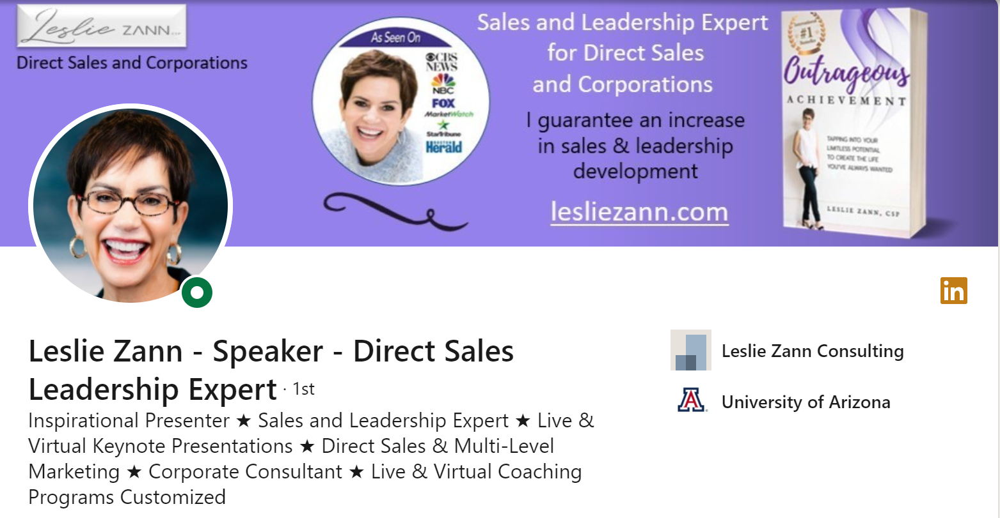 Leslie ZANN LLC
Direct Sales and Corporations
As Seen On
CBS
NEWS
NBC
FOX
MarketWatch
StarTribune
Herald
Sales and Leadership Expert
for Direct Sales
and Corporations
I guarantee an increase
in sales & leadership
development
lesliezann.com
International
#1
Bestseller
Outrageous
ACHIEVEMENT
TAPPING INTO YOUR
LIMITLESS POTENTIAL
TO CREATE THE LIFE
YOU'VE ALWAYS WANTED
LESLIE ZANN, CSP
in
Leslie Zann - Speaker - Direct Sales
Leadership Expert · 1st
Inspirational Presenter ★ Sales and Leadership Expert ★ Live &
Virtual Keynote Presentations ★ Direct Sales & Multi-Level
Marketing ★ Corporate Consultant ★ Live & Virtual Coaching
Programs Customized
Leslie Zann Consulting
A
University of Arizona